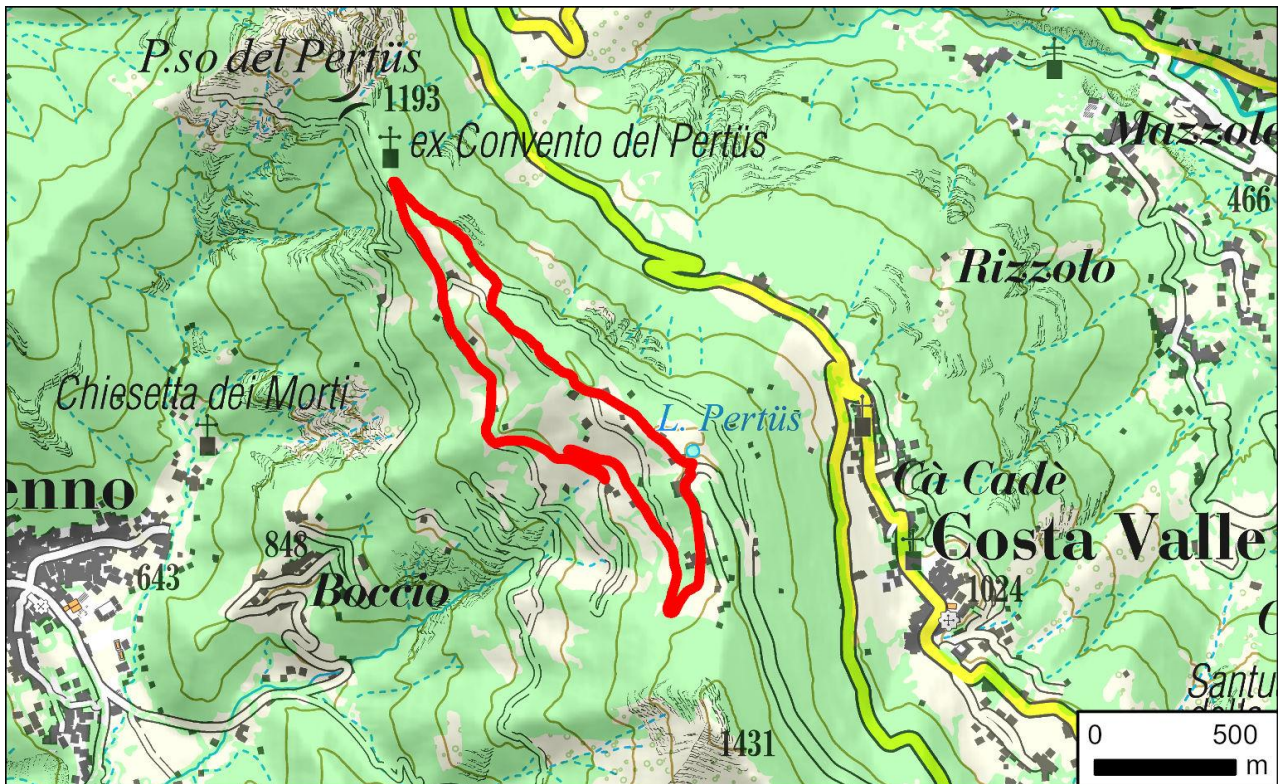 P.so del Pertüs
1193
ex Convento del Pertüs
Mazzole
466
Rizzolo
Chiesetta dei Morti
L. Pertüs
enno
Cà Cadè
Costa Valle
848
643
Boccio
1024
C
Santu
della
1431
0 500
m